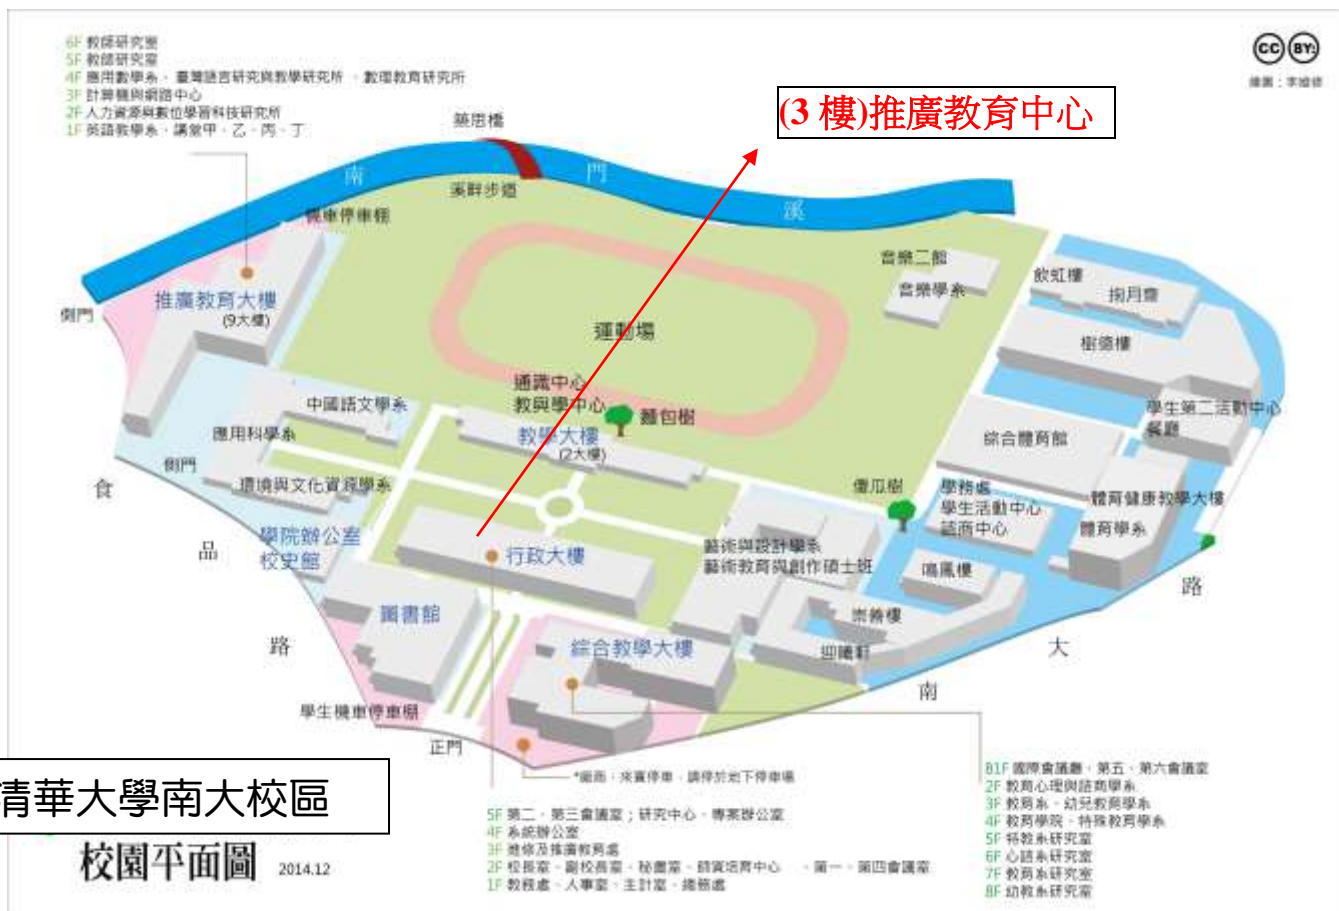 6F 教師研究室
5F 教師研究室
4F 應用數學系、臺灣語言研究與教學研究所、數理教育研究所
3F 計算機與網路中心
2F 人力資源與數位學習科技研究所
1F 英語教學系、講堂甲、乙、丙、丁
CC BY:
繪圖：李維修
(3 樓)推廣教育中心
築思橋
南
門
溪
溪畔步道
機車停車棚
音樂二館
音樂學系
飲虹樓
掬月齋
推廣教育大樓
(9大樓)
側門
運動場
樹德樓
通識中心
教與學中心
麵包樹
教學大樓
(2大樓)
中國語文學系
應用科學系
學生第二活動中心
餐廳
綜合體育館
側門
環境與文化資源學系
傻瓜樹
學務處
學生活動中心
諮商中心
體育健康教學大樓
體育學系
食
品
路
學院辦公室
校史館
行政大樓
藝術與設計學系
藝術教育與創作碩士班
鳴鳳樓
圖書館
崇善樓
綜合教學大樓
迎曦軒
南
大
路
學生機車停車棚
正門
*廠商、來賓停車，請停於地下停車場
清華大學南大校區
校園平面圖 2014.12
5F 第二、第三會議室；研究中心、專案辦公室
4F 系統辦公室
3F 進修及推廣教育處
2F 校長室、副校長室、秘書室、師資培育中心 、第一、第四會議室
1F 教務處、人事室、主計室、總務處
B1F 國際會議廳、第五、第六會議室
2F 教育心理與諮商學系
3F 教育系、幼兒教育學系
4F 教育學院、特殊教育學系
5F 特教系研究室
6F 心諮系研究室
7F 教育系研究室
8F 幼教系研究室